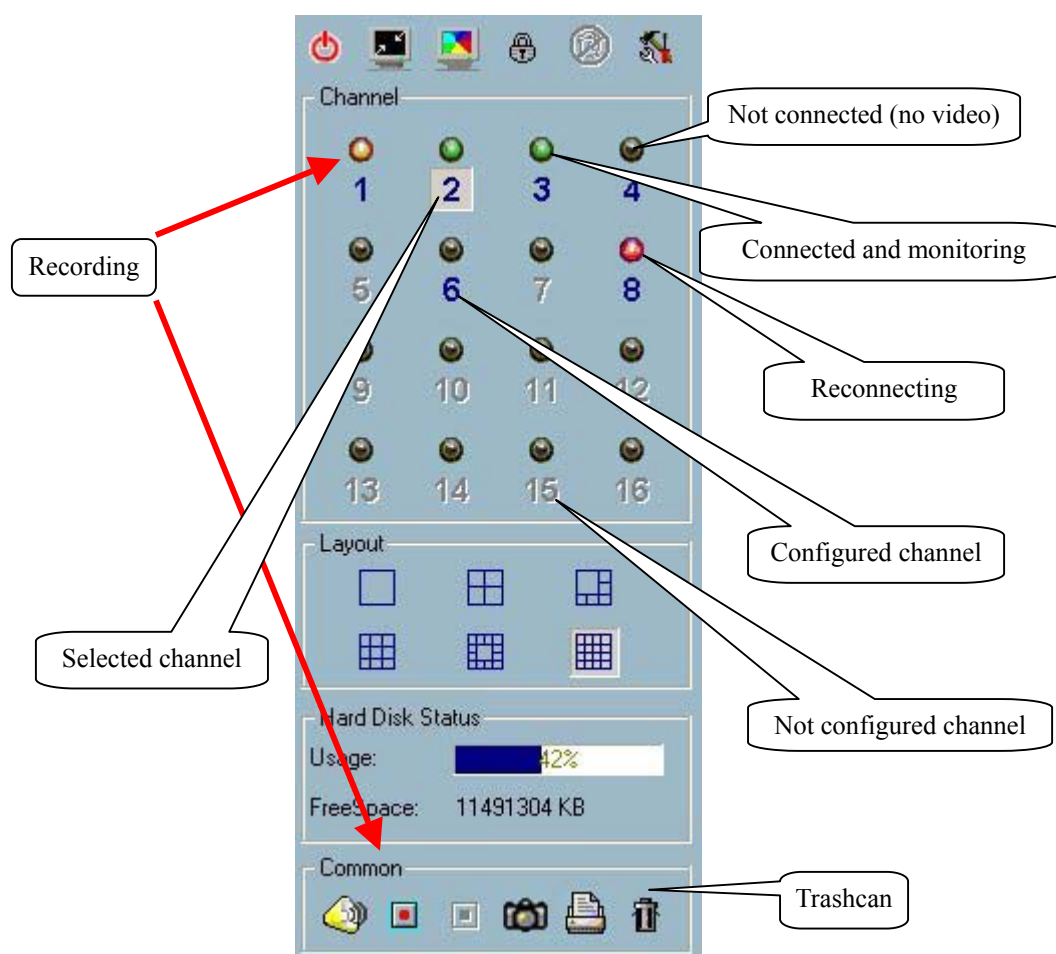 Channel
Not connected (no video)
1 2 3 4
Connected and monitoring
Recording
5 6 7 8
Reconnecting
9 10 11 12
13 14 15 16
Configured channel
Layout
Selected channel
Not configured channel
Hard Disk Status
Usage: 42%
FreeSpace: 11491304 KB
Common
Trashcan